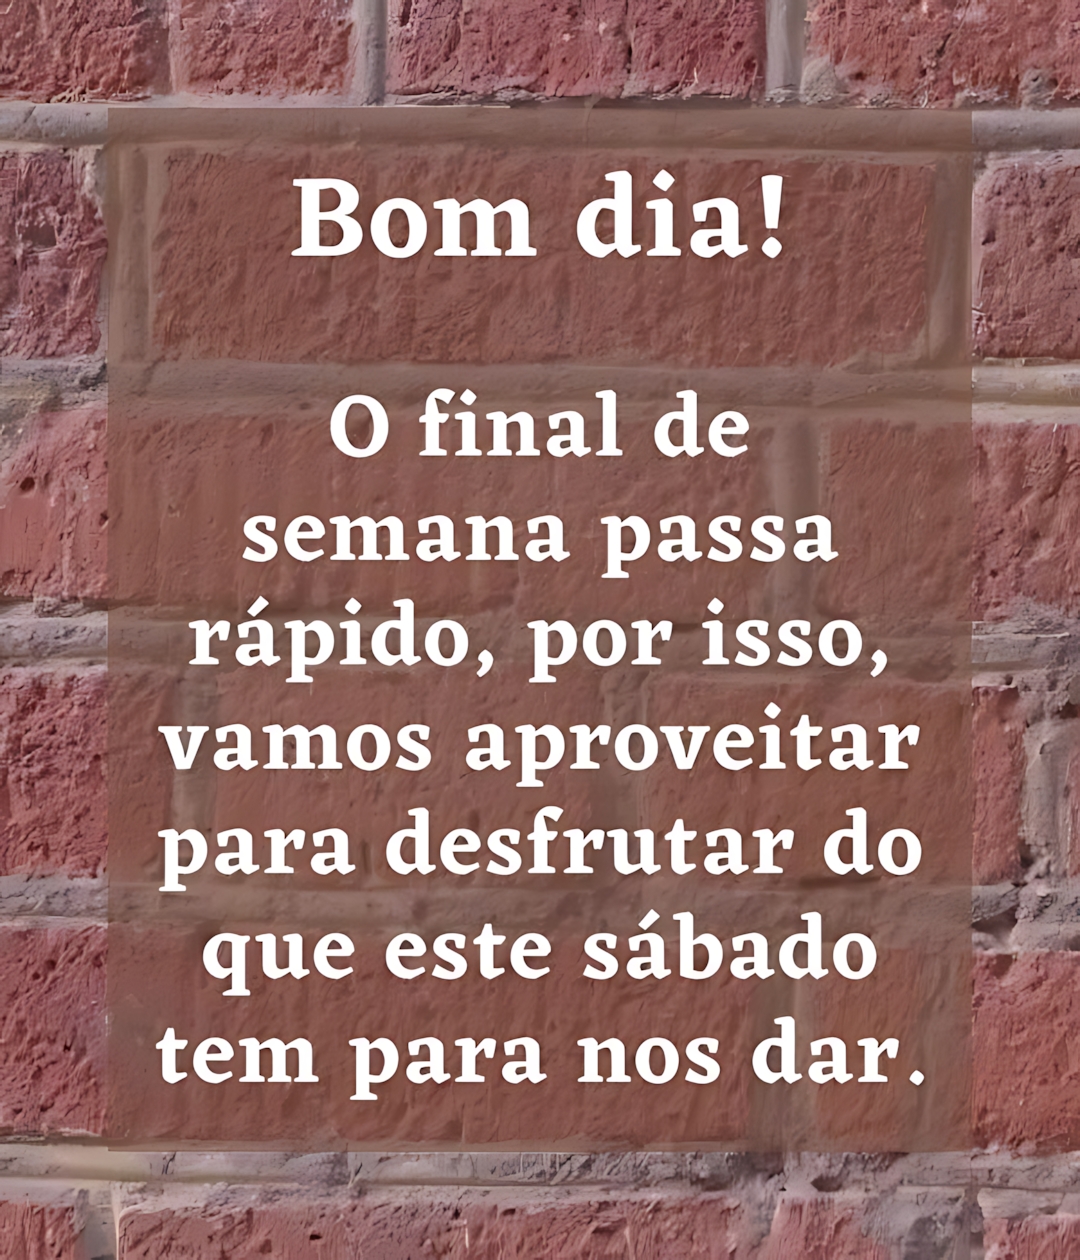 Bom dia!
O final de
semana passa
rápido, por isso,
vamos aproveitar
para desfrutar do
que este sábado
tem para nos dar.